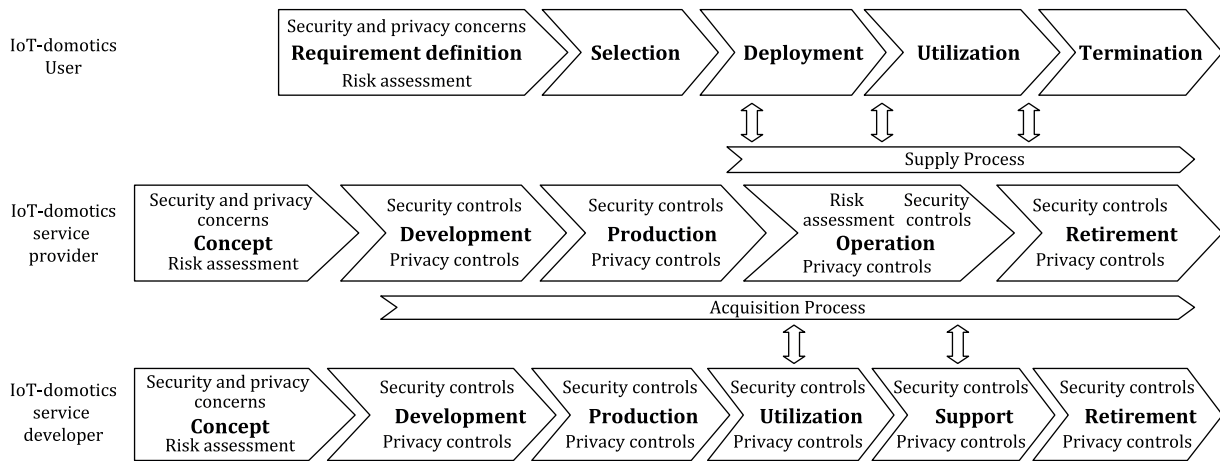 IoT-domotics
User
Security and privacy concerns
Requirement definition
Risk assessment
Selection
Deployment
Utilization
Termination
Supply Process
IoT-domotics
service
provider
Security and privacy
concerns
Concept
Risk assessment
Security controls
Development
Privacy controls
Security controls
Production
Privacy controls
Risk
assessment
Security
controls
Operation
Privacy controls
Security controls
Retirement
Privacy controls
Acquisition Process
IoT-domotics
service
developer
Security and privacy
concerns
Concept
Risk assessment
Security controls
Development
Privacy controls
Security controls
Production
Privacy controls
Security controls
Utilization
Privacy controls
Security controls
Support
Privacy controls
Security controls
Retirement
Privacy controls